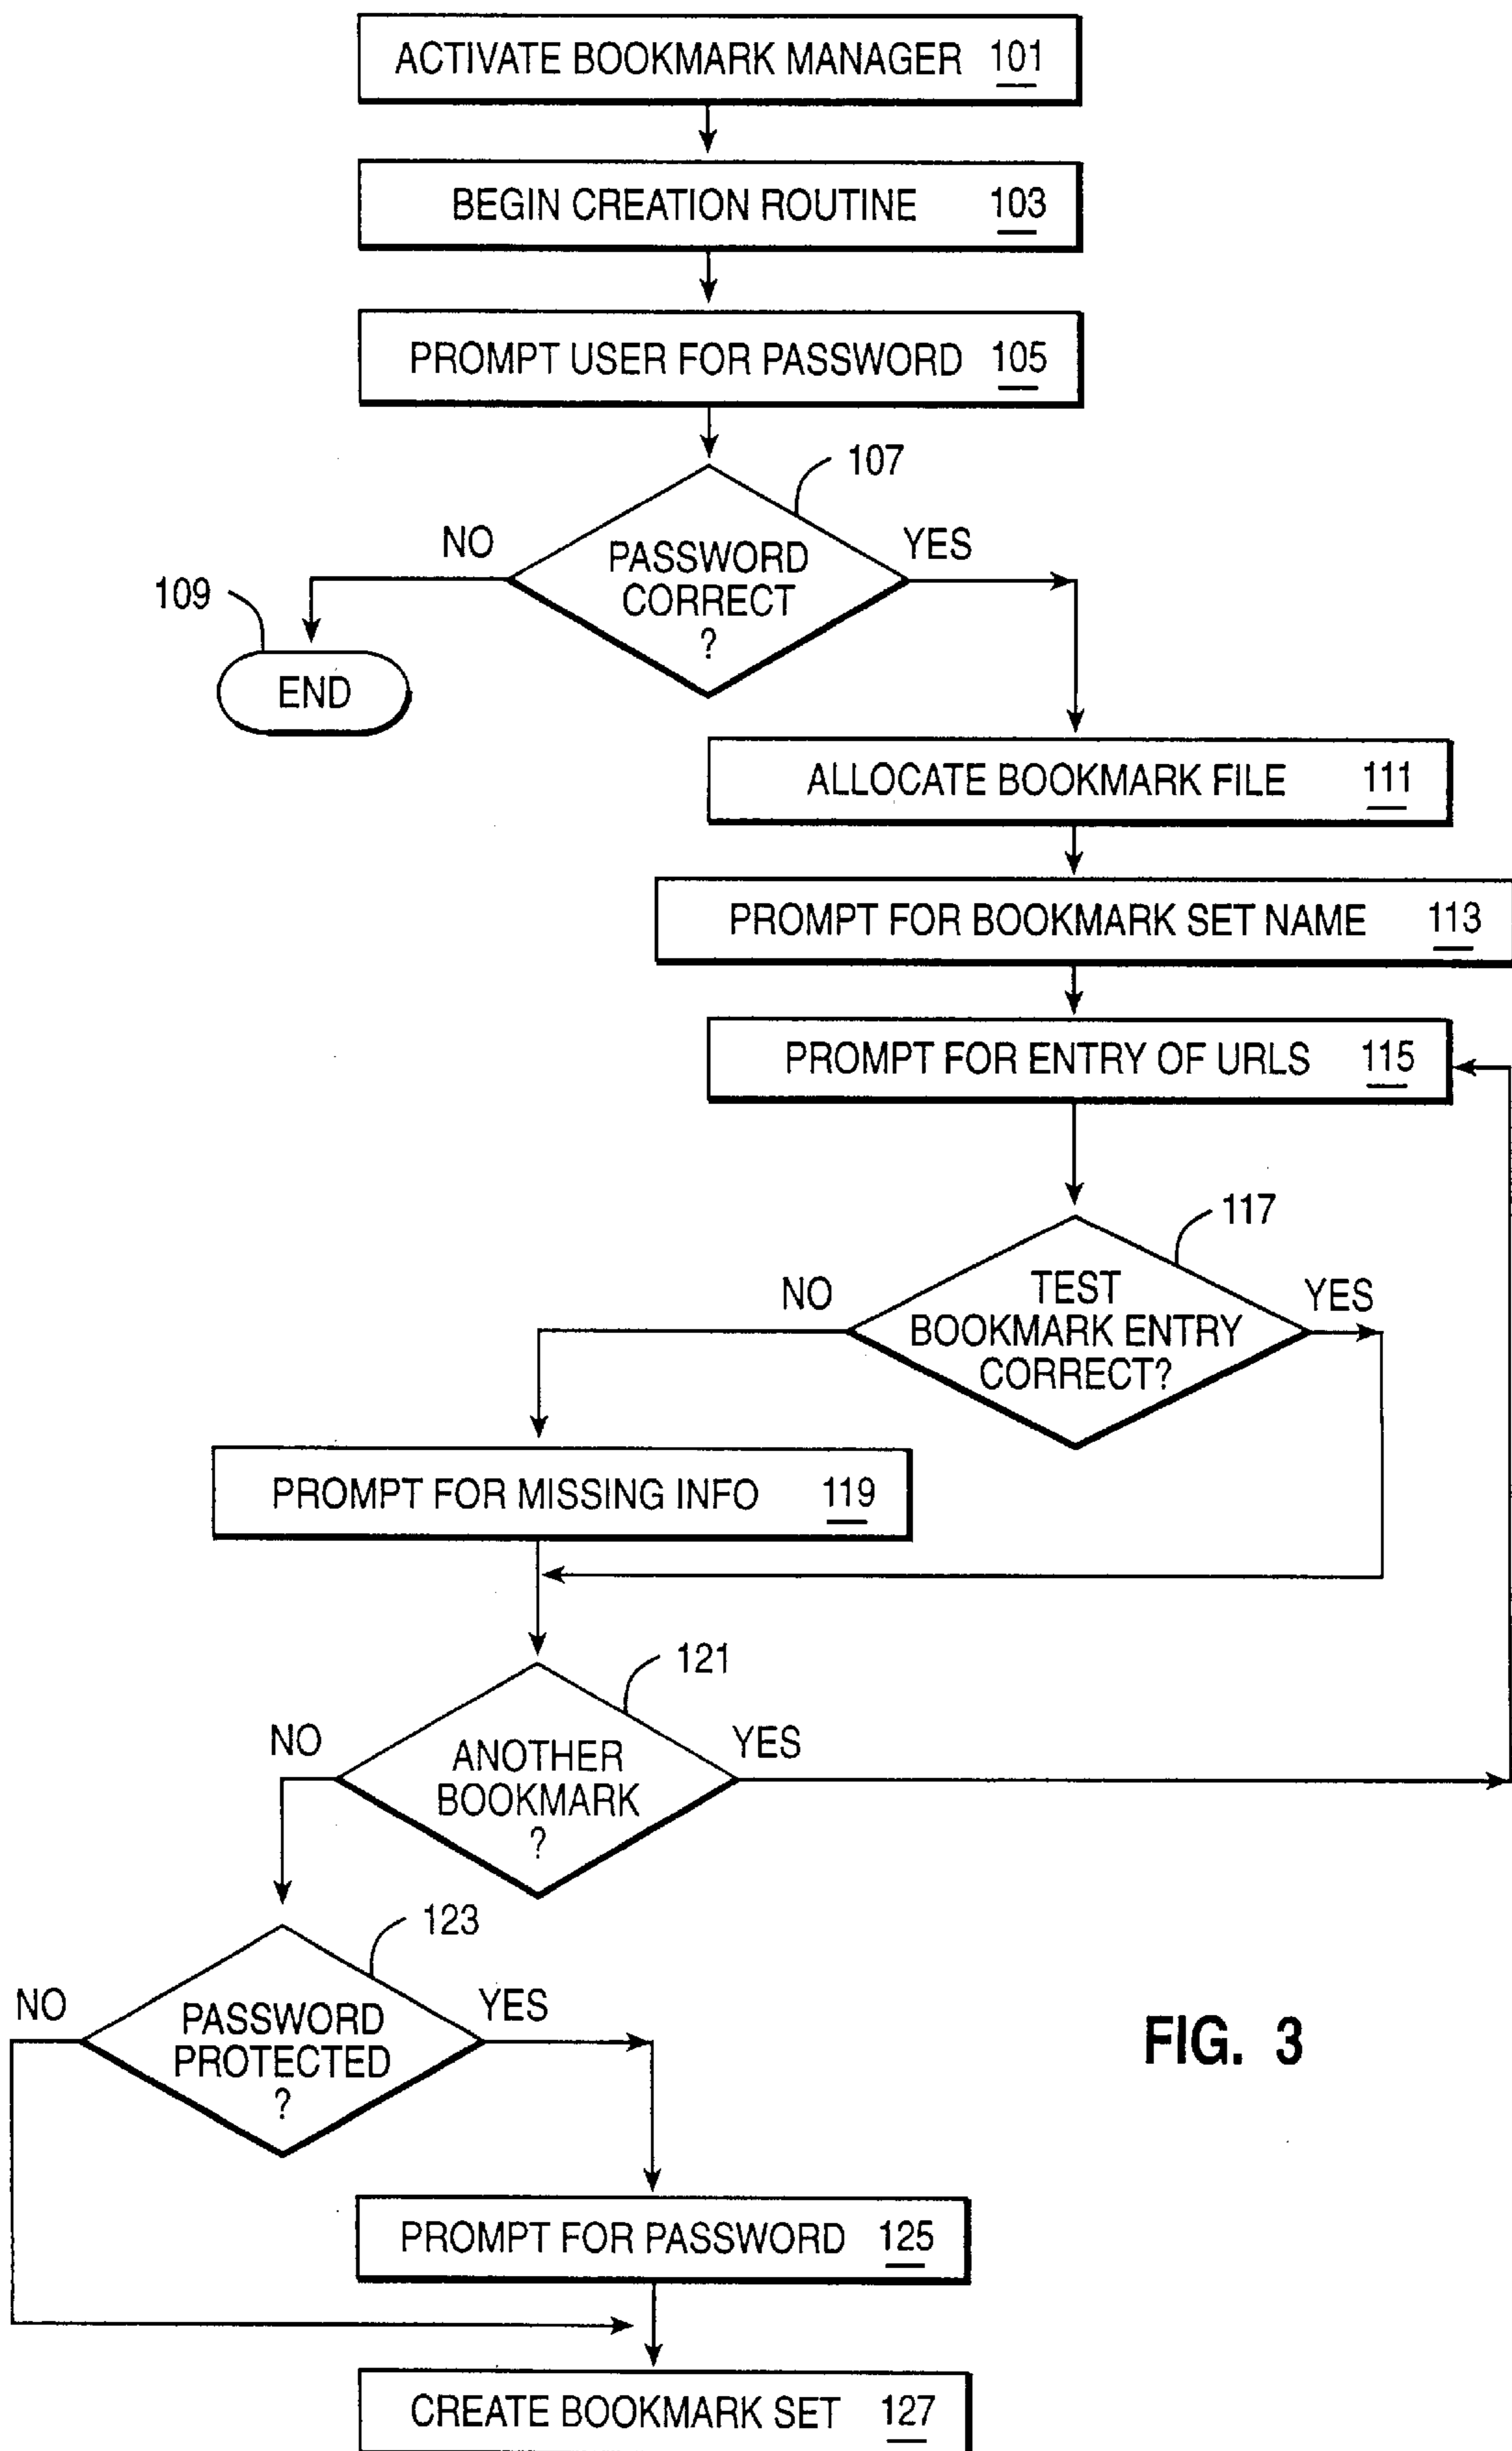 ACTIVATE BOOKMARK MANAGER 101
BEGIN CREATION ROUTINE 103
PROMPT USER FOR PASSWORD 105
107
NO
YES
PASSWORD
CORRECT
?
109
END
ALLOCATE BOOKMARK FILE 111
PROMPT FOR BOOKMARK SET NAME 113
PROMPT FOR ENTRY OF URLS 115
117
NO
YES
TEST
BOOKMARK ENTRY
CORRECT?
PROMPT FOR MISSING INFO 119
121
NO
YES
ANOTHER
BOOKMARK
?
123
NO
YES
PASSWORD
PROTECTED
?
FIG. 3
PROMPT FOR PASSWORD 125
CREATE BOOKMARK SET 127